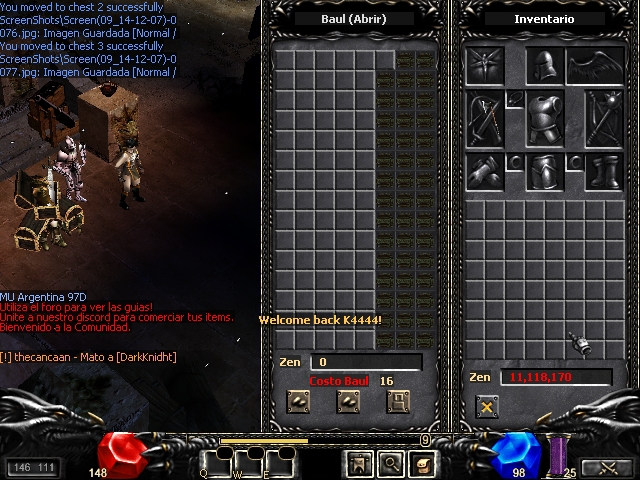 You moved to chest 2 successfully
ScreenShots\Screen(09_14-12-07)-0
076.jpg: Imagen Guardada [Normal /
You moved to chest 3 successfully
ScreenShots\Screen(09_14-12-07)-0
077.jpg: Imagen Guardada [Normal /
Baul (Abrir)
Inventario
MU Argentina 97D
Utiliza el foro para ver las guias!
Unite a nuestro discord para comerciar tus items.
Bienvenido a la Comunidad.
Welcome back K4444!
[!] thecancaan - Mato a [DarkKnidht]
Zen 0
Costo Baul 16
Zen 11,118,170
146 111
148
Q
W
E
9
98
25